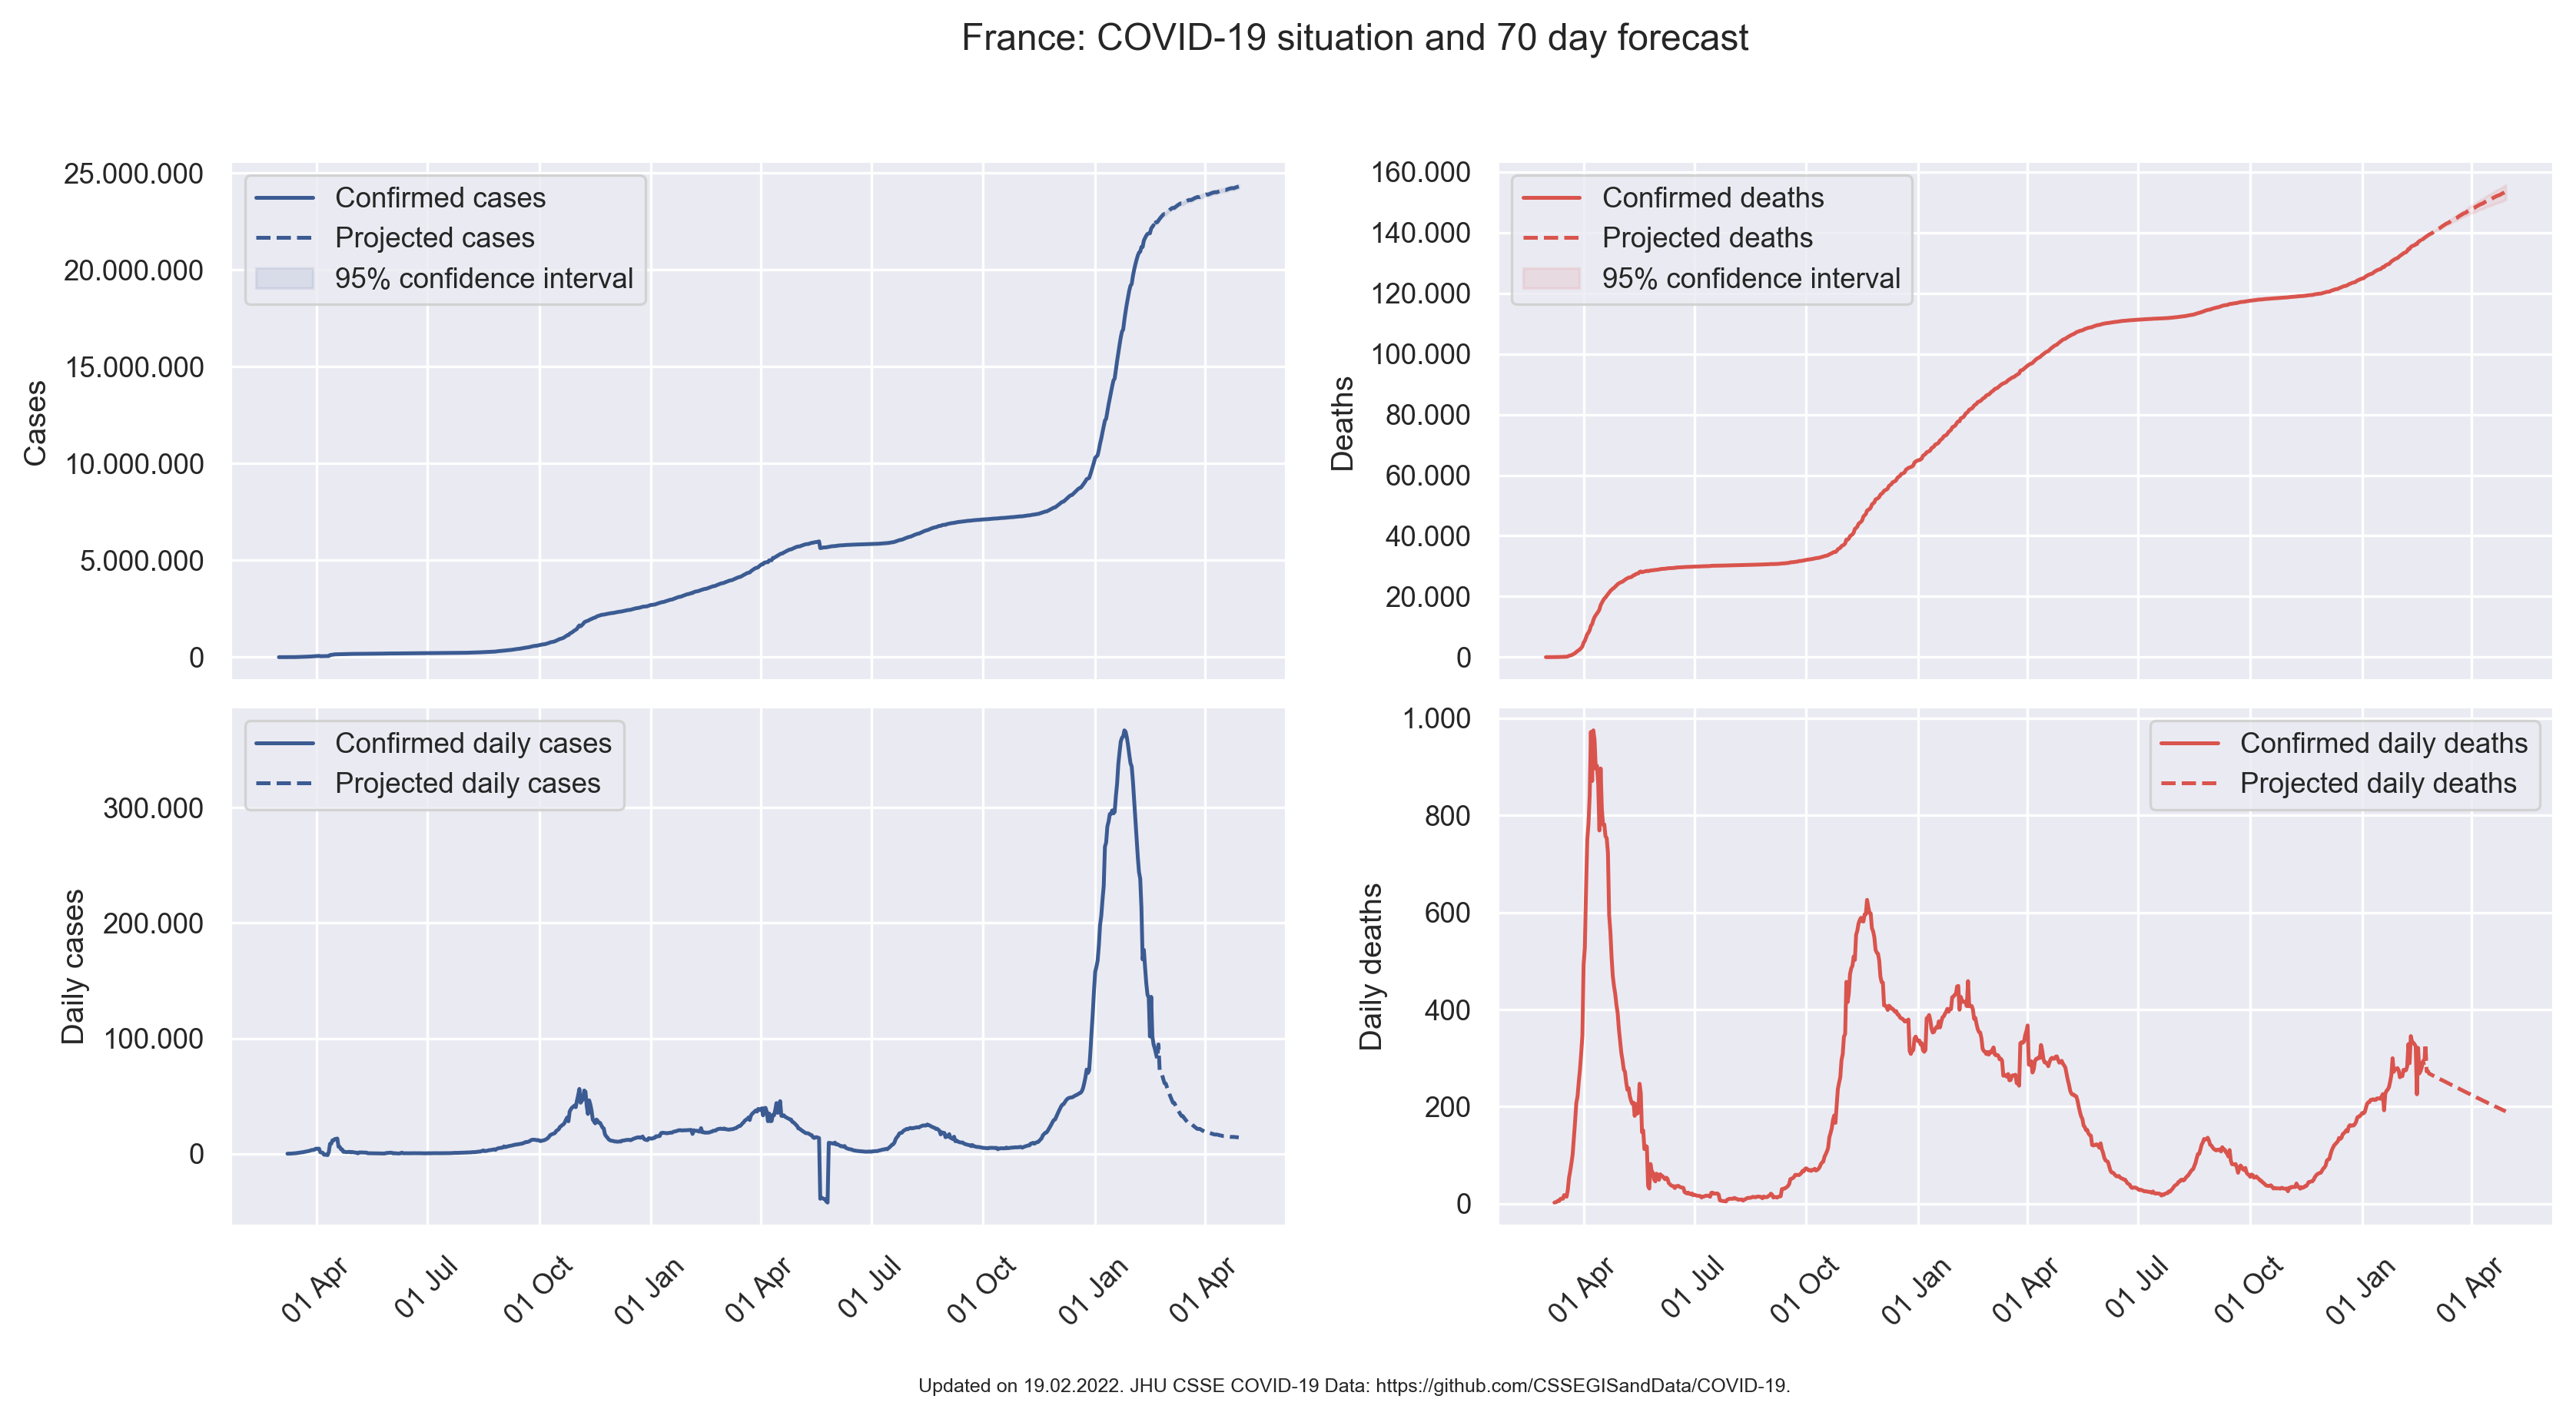 France: COVID-19 situation and 70 day forecast
Cases
25.000.000
20.000.000
15.000.000
10.000.000
5.000.000
0
Confirmed cases
Projected cases
95% confidence interval
Deaths
160.000
140.000
120.000
100.000
80.000
60.000
40.000
20.000
0
Confirmed deaths
Projected deaths
95% confidence interval
Daily cases
300.000
200.000
100.000
0
Confirmed daily cases
Projected daily cases
01 Apr
01 Jul
01 Oct
01 Jan
01 Apr
01 Jul
01 Oct
01 Jan
01 Apr
Daily deaths
1.000
800
600
400
200
0
Confirmed daily deaths
Projected daily deaths
01 Apr
01 Jul
01 Oct
01 Jan
01 Apr
01 Jul
01 Oct
01 Jan
01 Apr
Updated on 19.02.2022. JHU CSSE COVID-19 Data: https://github.com/CSSEGISandData/COVID-19.